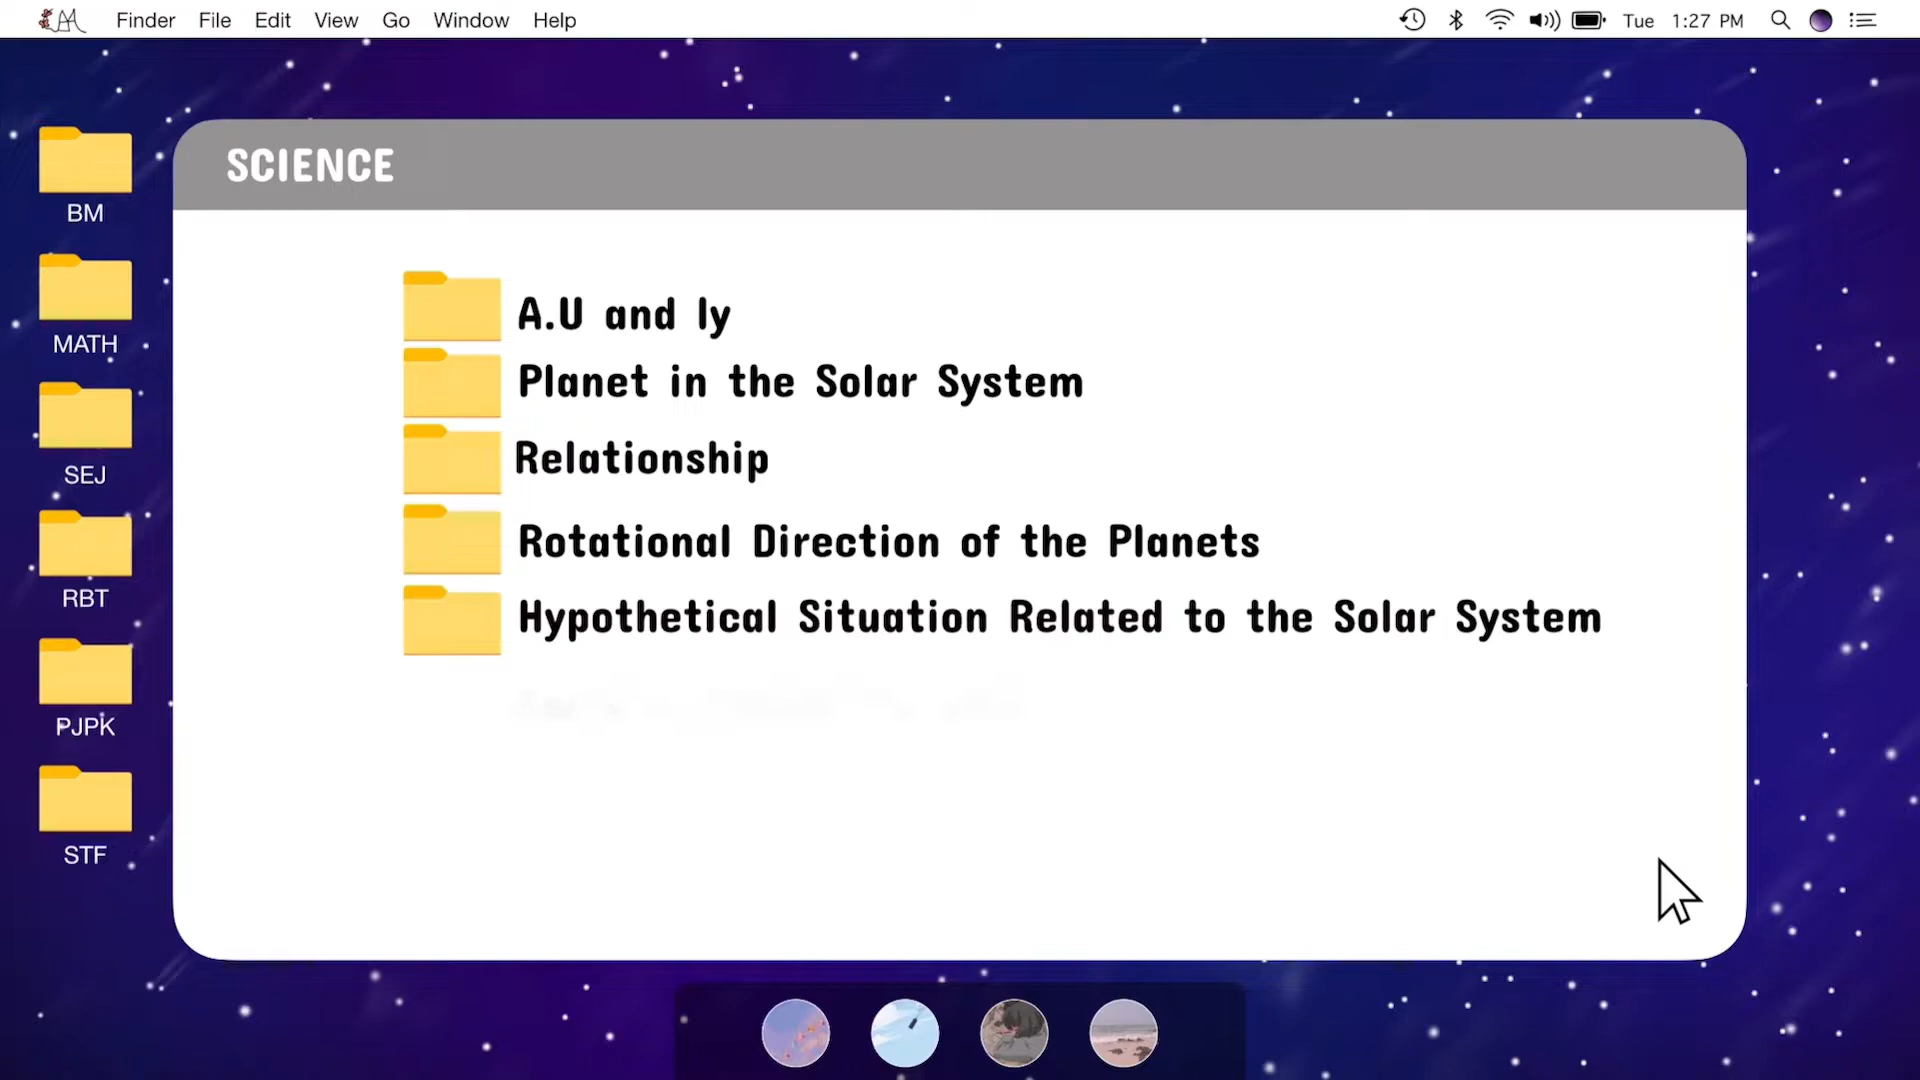 Finder File Edit View Go Window Help Tue 1:27 PM
SCIENCE
BM
MATH
SEJ
RBT
PJPK
STF
A.U and ly
Planet in the Solar System
Relationship
Rotational Direction of the Planets
Hypothetical Situation Related to the Solar System